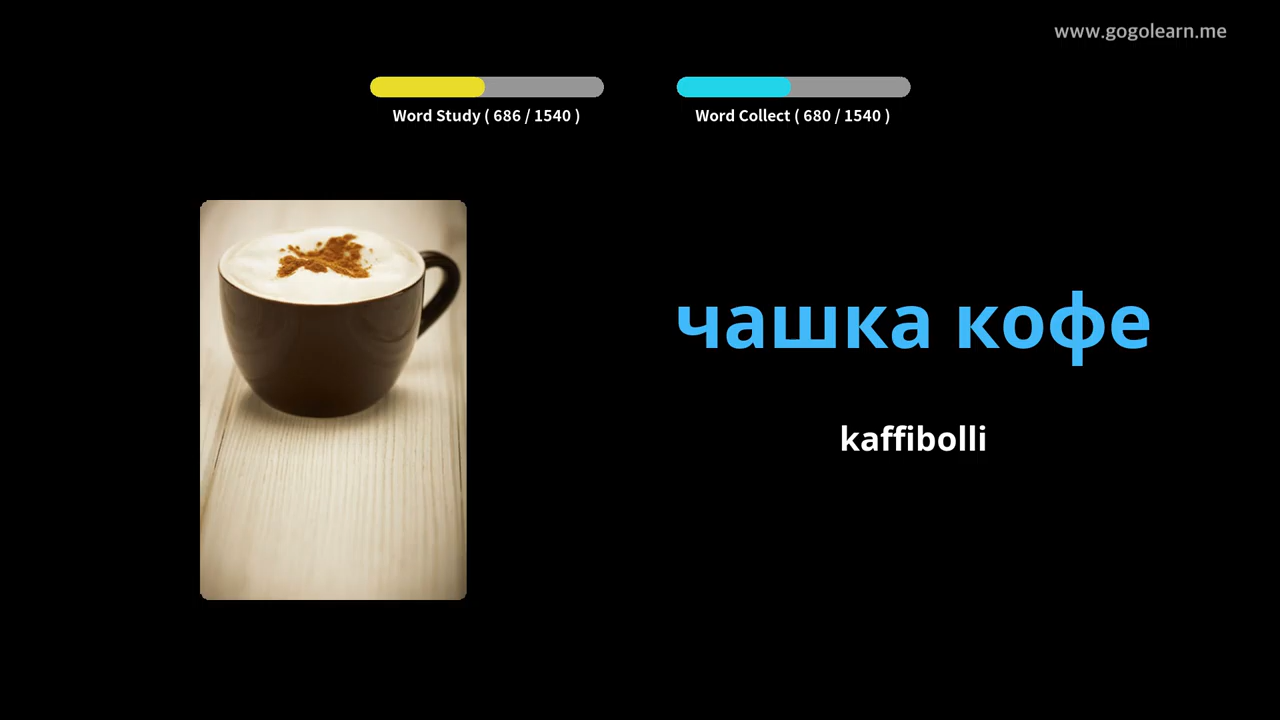 www.gogolearn.me
Word Study ( 686 / 1540 )
Word Collect ( 680 / 1540 )
чашка кофе
kaffibolli